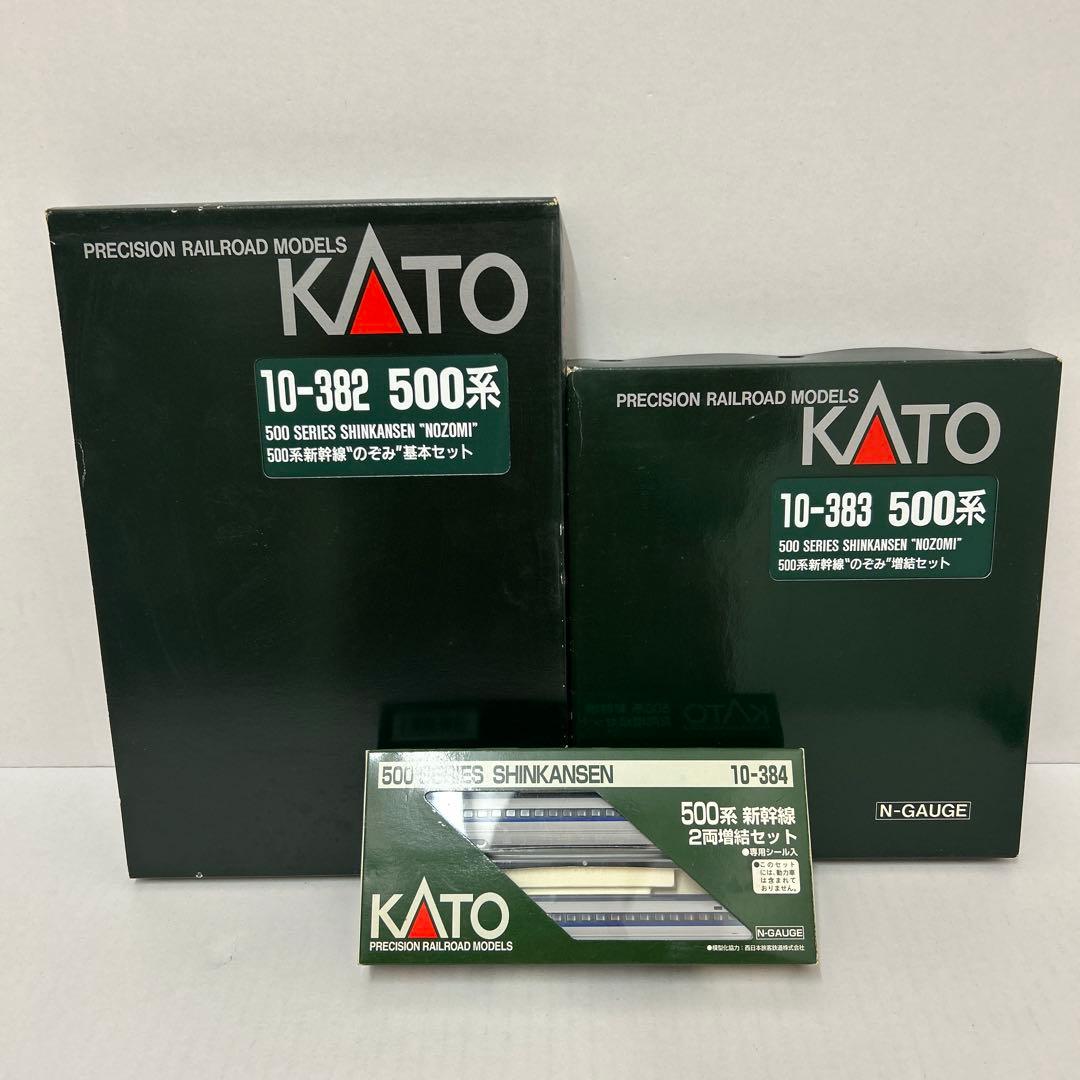 PRECISION RAILROAD MODELS
KATO
10-382 500系
500 SERIES SHINKANSEN "NOZOMI"
500系新幹線"のぞみ"基本セット
PRECISION RAILROAD MODELS
KATO
10-383 500系
500 SERIES SHINKANSEN "NOZOMI"
500系新幹線"のぞみ"増結セット
N-GAUGE
500 SERIES SHINKANSEN 10-384
500系 新幹線
2両増結セット
●専用シール入
●このセット
には、動力車
は含まれて
おりません。
KATO
PRECISION RAILROAD MODELS
N-GAUGE
●模型化協力：西日本旅客鉄道株式会社